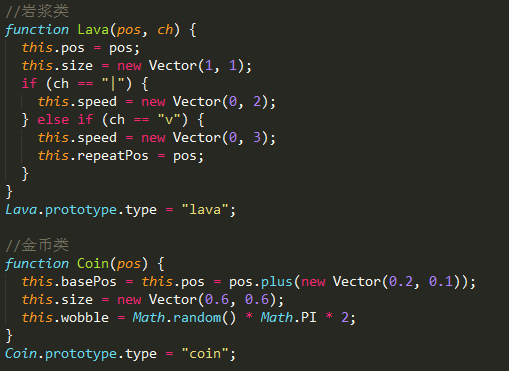 //岩浆类
function Lava(pos, ch) {
  this.pos = pos;
  this.size = new Vector(1, 1);
  if (ch == "|") {
    this.speed = new Vector(0, 2);
  } else if (ch == "v") {
    this.speed = new Vector(0, 3);
    this.repeatPos = pos;
  }
}
Lava.prototype.type = "lava";

//金币类
function Coin(pos) {
  this.basePos = this.pos = pos.plus(new Vector(0.2, 0.1));
  this.size = new Vector(0.6, 0.6);
  this.wobble = Math.random() * Math.PI * 2;
}
Coin.prototype.type = "coin";